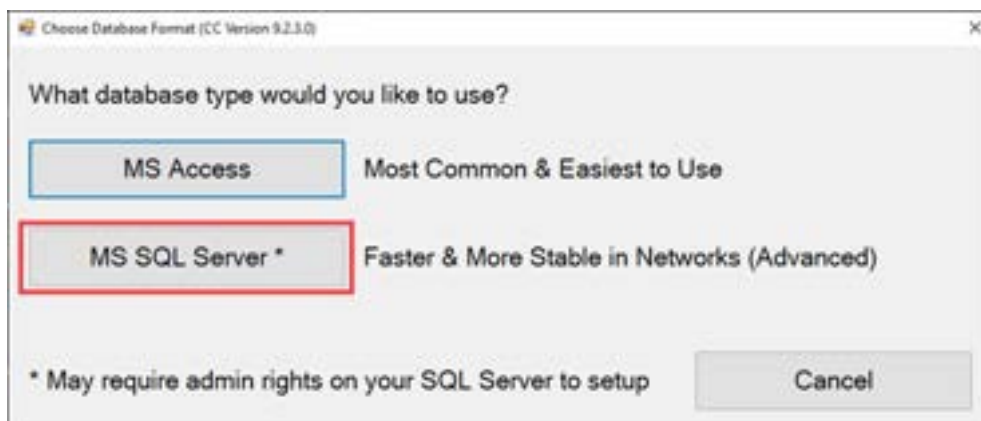 Choose Database Format (CC Version 9.2.3.0)
What database type would you like to use?
MS Access Most Common & Easiest to Use
MS SQL Server * Faster & More Stable in Networks (Advanced)
* May require admin rights on your SQL Server to setup Cancel